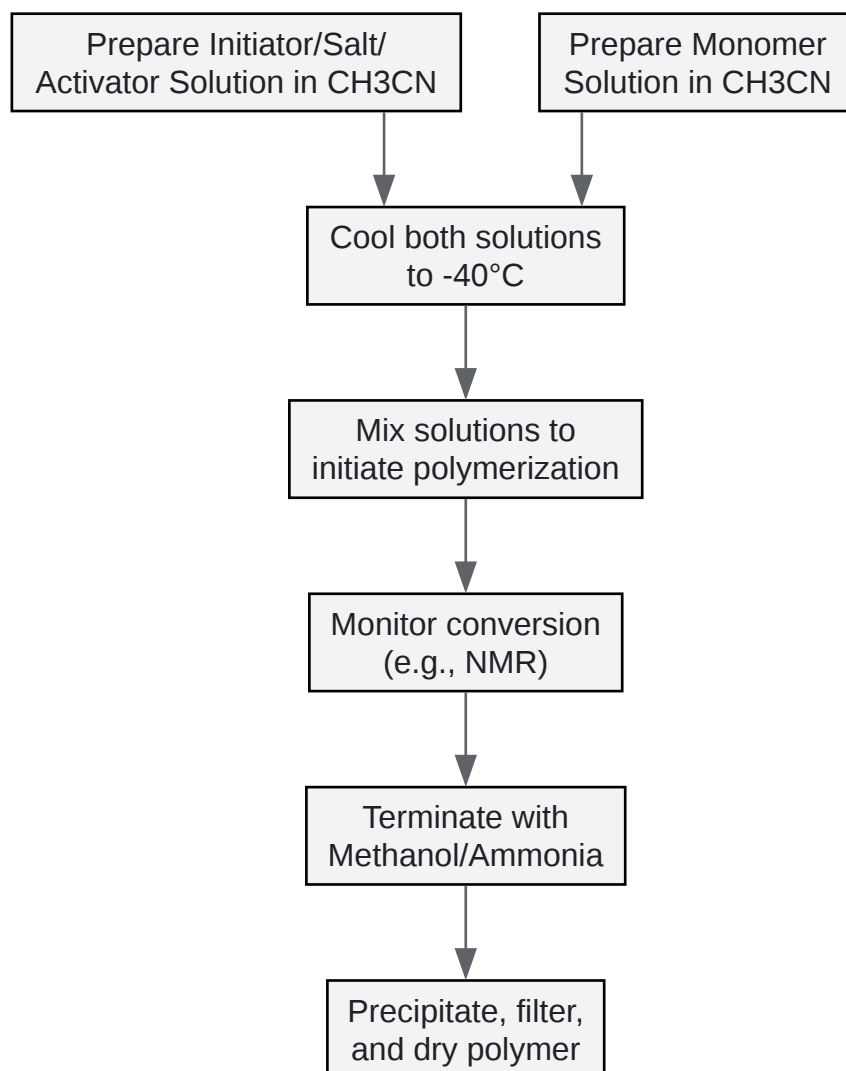 Prepare Initiator/Salt/
Activator Solution in CH3CN
Prepare Monomer
Solution in CH3CN
Cool both solutions
to -40°C
Mix solutions to
initiate polymerization
Monitor conversion
(e.g., NMR)
Terminate with
Methanol/Ammonia
Precipitate, filter,
and dry polymer